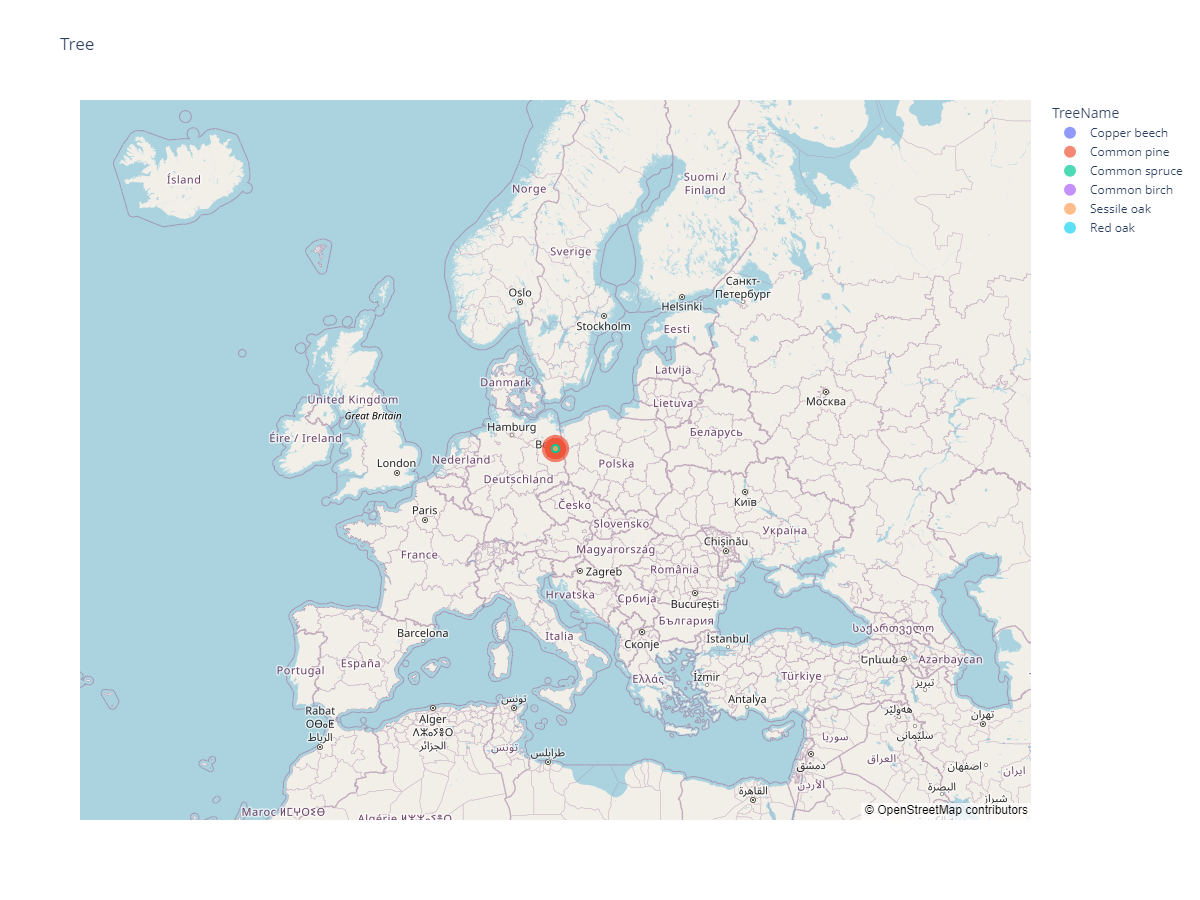 Tree
TreeName
Copper beech
Common pine
Common spruce
Common birch
Sessile oak
Red oak
Ísland
Norge
Suomi /
Finland
Sverige
Oslo
Санкт-
Петербург
Helsinki
Stockholm
Eesti
Latvija
Danmark
United Kingdom
Great Britain
Lietuva
Москва
Hamburg
Беларусь
Éire / Ireland
London
Nederland
Polska
Deutschland
Česko
Київ
Paris
Slovensko
Україна
France
Magyarország
Chișinău
Zagreb
România
Hrvatska
Србија
București
България
Barcelona
Italia
Скопје
İstanbul
საქართველო
Portugal
España
Ελλάς
İzmir
Türkiye
Երևան
Azərbaycan
تبریز
Antalya
تونس
Rabat
ⵔⴱⴰⵟ
الرباط
Alger
ⴷⵣⴰⵢⵔ
الجزائر
تونس
طرابلس
هەولێر
تهران
سلێمانی
سوريا
دمشق
العراق
اصفهان
ایران
الأردن
القاهرة
البصرة
شیراز
Maroc ⵍⵎⵖⵔⵉⴱ
© OpenStreetMap contributors